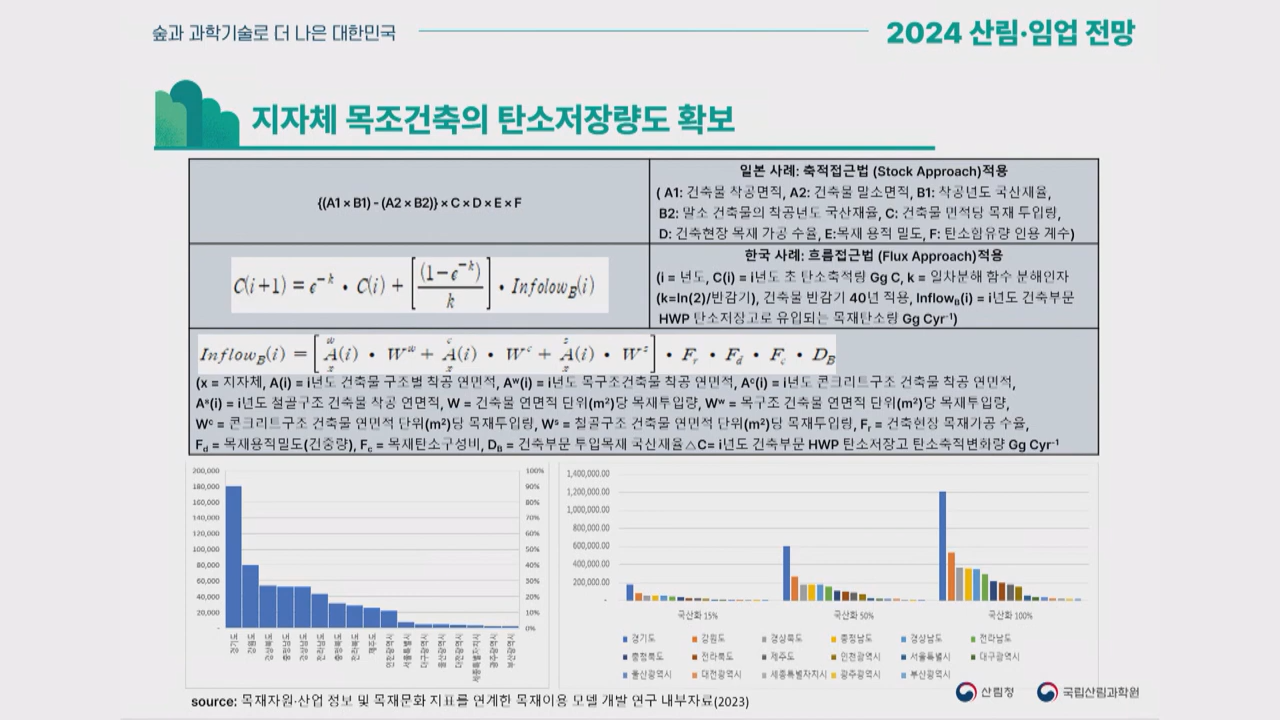 숲과 과학기술로 더 나은 대한민국
2024 산림·임업 전망
지자체 목조건축의 탄소저장량도 확보
{(A1 × B1) - (A2 × B2)} × C × D × E × F
일본 사례: 축적접근법 (Stock Approach)적용
( A1: 건축물 착공면적, A2: 건축물 말소면적, B1: 착공년도 국산재율,
B2: 말소 건축물의 착공년도 국산재율, C: 건축물 면적당 목재 투입량,
D: 건축현장 목재 가공 수율, E:목재 용적 밀도, F: 탄소함유량 인용 계수)
C(i+1) = e⁻ᵏ • C(i) + [(1-e⁻ᵏ)/k] • Infolow_B(i)
한국 사례: 흐름접근법 (Flux Approach)적용
(i = 년도, C(i) = i년도 초 탄소축적량 Gg C, k = 일차분해 함수 분해인자
(k=ln(2)/반감기), 건축물 반감기 40년 적용, Inflow_B(i) = i년도 건축부문
HWP 탄소저장고로 유입되는 목재탄소량 Gg Cyr⁻¹)
Inflow_B(i) = [ʷA_x(i) • Wʷ + ᶜA_x(i) • Wᶜ + ˢA_x(i) • Wˢ] • F_r • F_d • F_c • D_B
(x = 지자체, A(i) = i년도 건축물 구조별 착공 연면적, Aʷ(i) = i년도 목구조건축물 착공 연면적, Aᶜ(i) = i년도 콘크리트구조 건축물 착공 연면적,
Aˢ(i) = i년도 철골구조 건축물 착공 연면적, W = 건축물 연면적 단위(m²)당 목재투입량, Wʷ = 목구조 건축물 연면적 단위(m²)당 목재투입량,
Wᶜ = 콘크리트구조 건축물 연면적 단위(m²)당 목재투입량, Wˢ = 철골구조 건축물 연면적 단위(m²)당 목재투입량, F_r = 건축현장 목재가공 수율,
F_d = 목재용적밀도(건중량), F_c = 목재탄소구성비, D_B = 건축부문 투입목재 국산제율△C= i년도 건축부문 HWP 탄소저장고 탄소축적변화량 Gg Cyr⁻¹
200,000
180,000
160,000
140,000
120,000
100,000
80,000
60,000
40,000
20,000
-
100%
90%
80%
70%
60%
50%
40%
30%
20%
10%
0%
1,400,000.00
1,200,000.00
1,000,000.00
800,000.00
600,000.00
400,000.00
200,000.00
-
국산화 15% 국산화 50% 국산화 100%
경기도 강원도 경상북도 충청남도 경상남도 전라남도
충청북도 전라북도 제주도 인천광역시 서울특별시 대구광역시
울산광역시 대전광역시 세종특별자치시 광주광역시 부산광역시
산림청 국립산림과학원
source: 목재자원·산업 정보 및 목재문화 지표를 연계한 목재이용 모델 개발 연구 내부자료(2023)